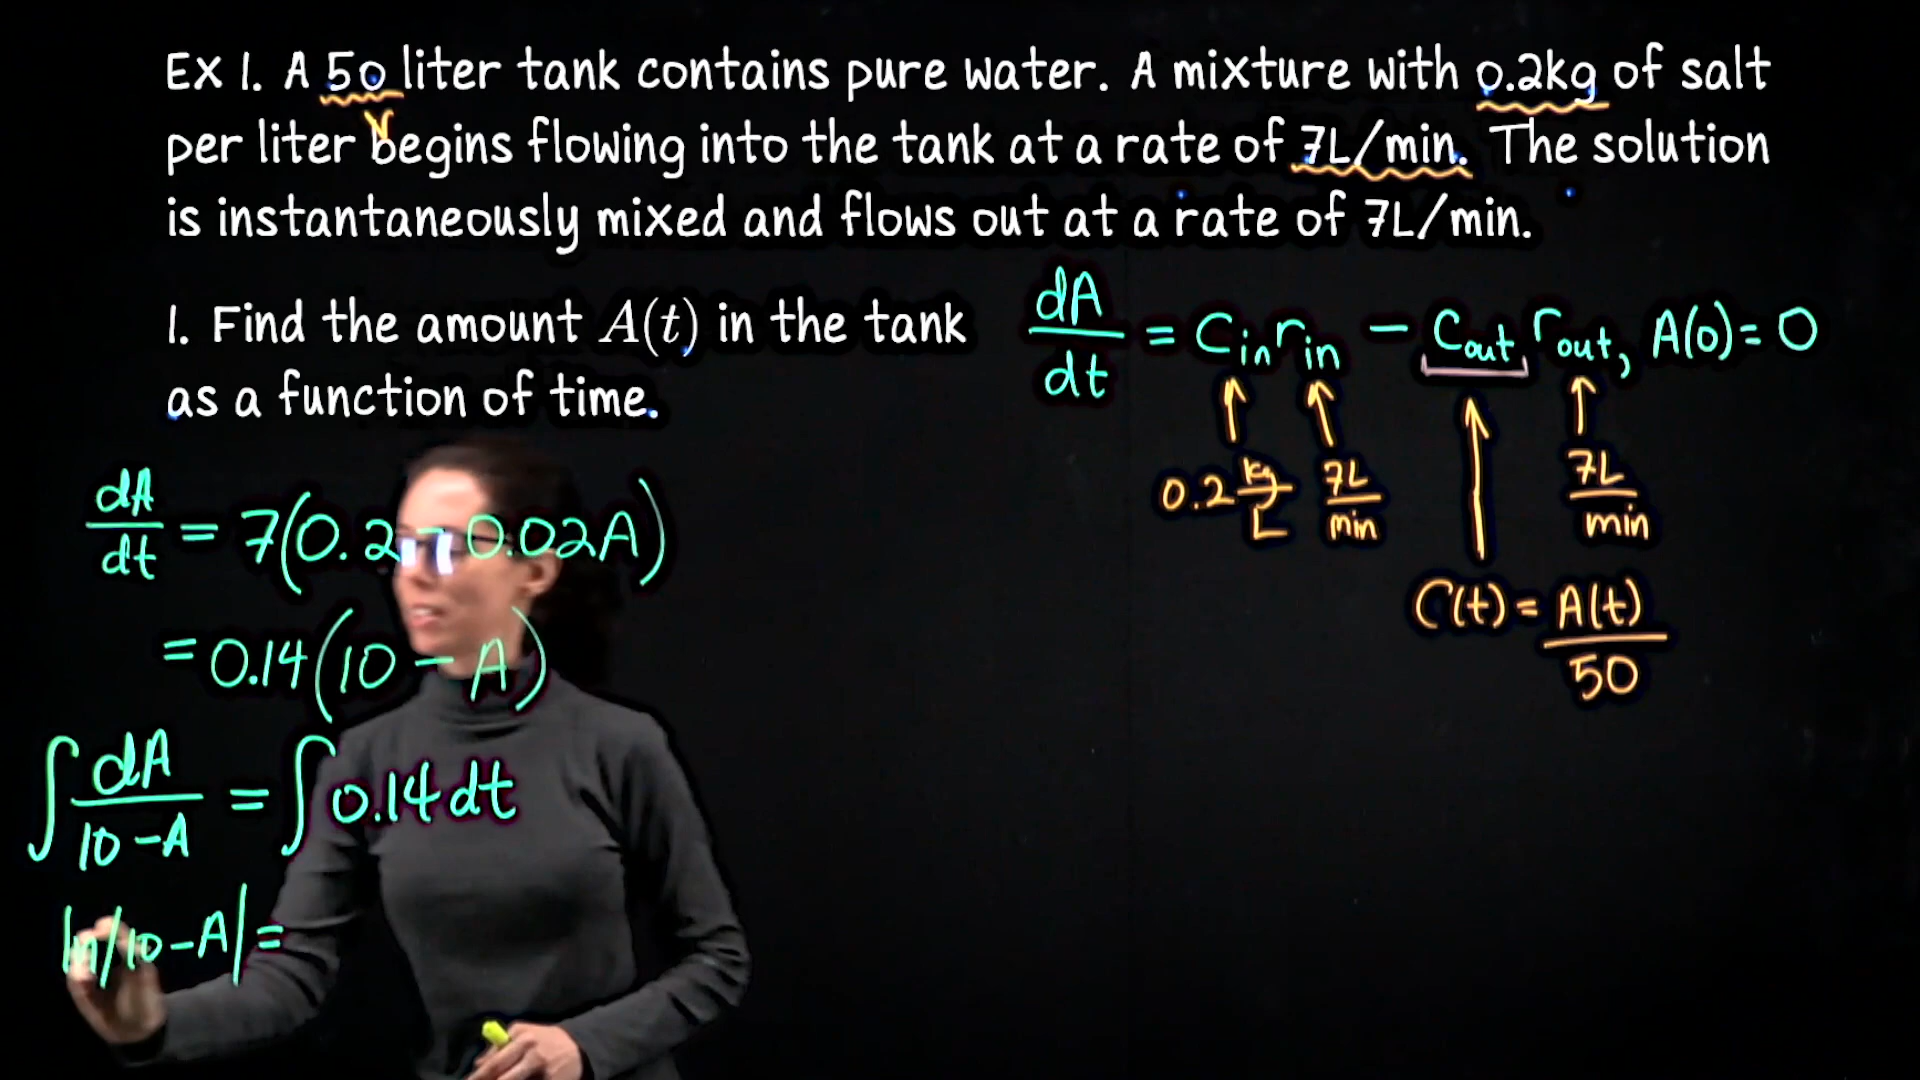 Ex 1. A 50 liter tank contains pure water. A mixture with 0.2kg of salt
per liter begins flowing into the tank at a rate of 7L/min. The solution
is instantaneously mixed and flows out at a rate of 7L/min.
1. Find the amount A(t) in the tank
as a function of time.
dA/dt = C_in r_in − C_out r_out, A(0) = 0
0.2 kg/L 7L/min 7L/min
V
C(t) = A(t)/50
dA/dt = 7(0.2 − 0.02A)
= 0.14(10 − A)
∫ dA/(10 − A) = ∫ 0.14 dt
ln|10 − A| =